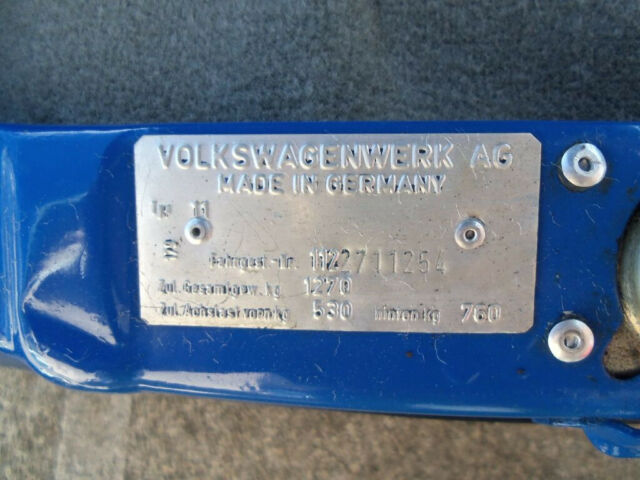 VOLKSWAGENWERK AG
MADE IN GERMANY
Typ 11
Fahrgest.-Nr. 1122711254
Zul. Gesamtgew. kg 1270
Zul. Achslast vorn kg 530 hinten kg 760